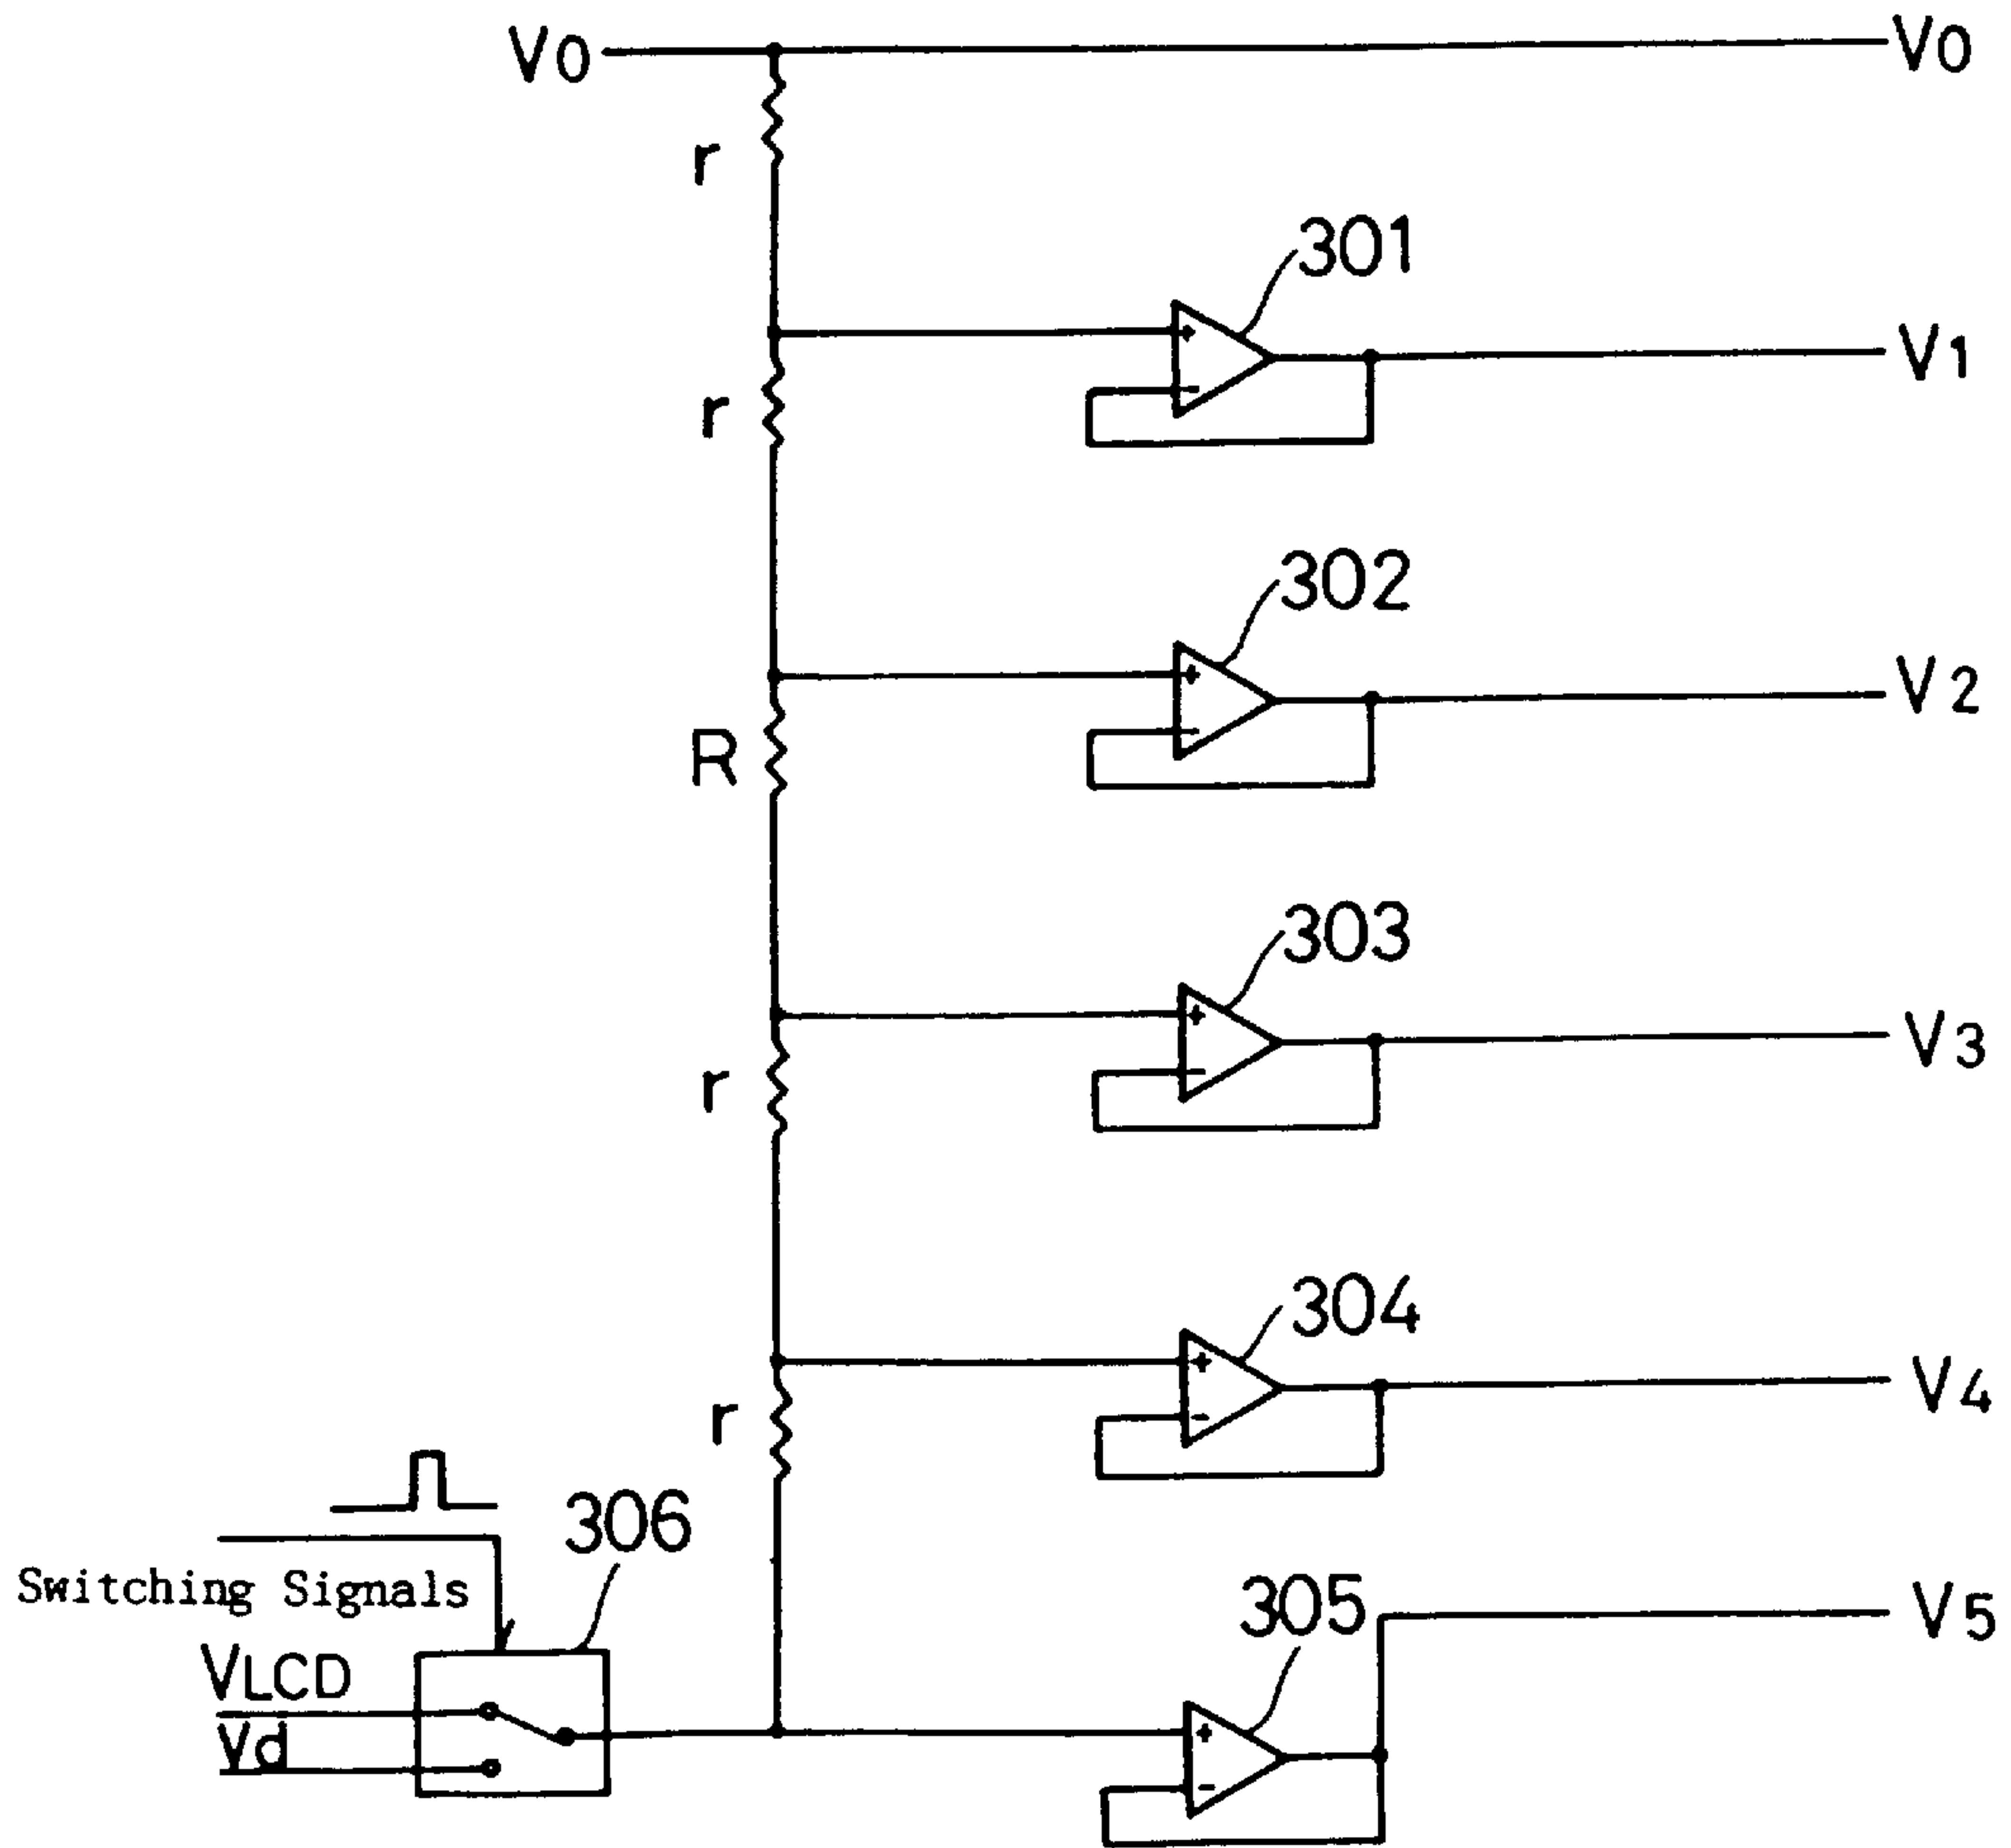 V0 V0
r
301
V1
r
302
V2
R
303
V3
r
304
V4
r
306
Switching Signals
305
V5
VLCD
Vd